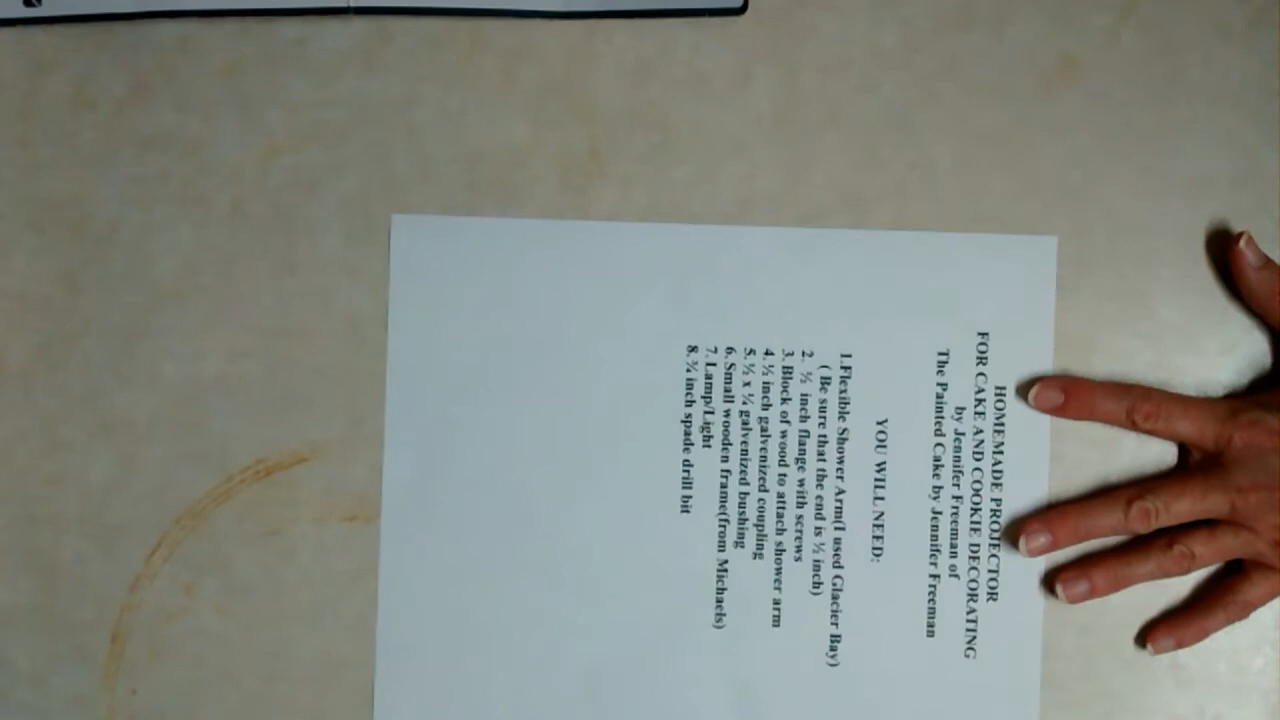 HOMEMADE PROJECTOR
FOR CAKE AND COOKIE DECORATING
by Jennifer Freeman of
The Painted Cake by Jennifer Freeman
YOU WILL NEED:
1.Flexible Shower Arm(I used Glacier Bay)
( Be sure that the end is ½ inch)
2. ½ inch flange with screws
3. Block of wood to attach shower arm
4. ½ inch galvenized coupling
5. ½ x ¼ galvenized bushing
6. Small wooden frame(from Michaels)
7. Lamp/Light
8. ¾ inch spade drill bit